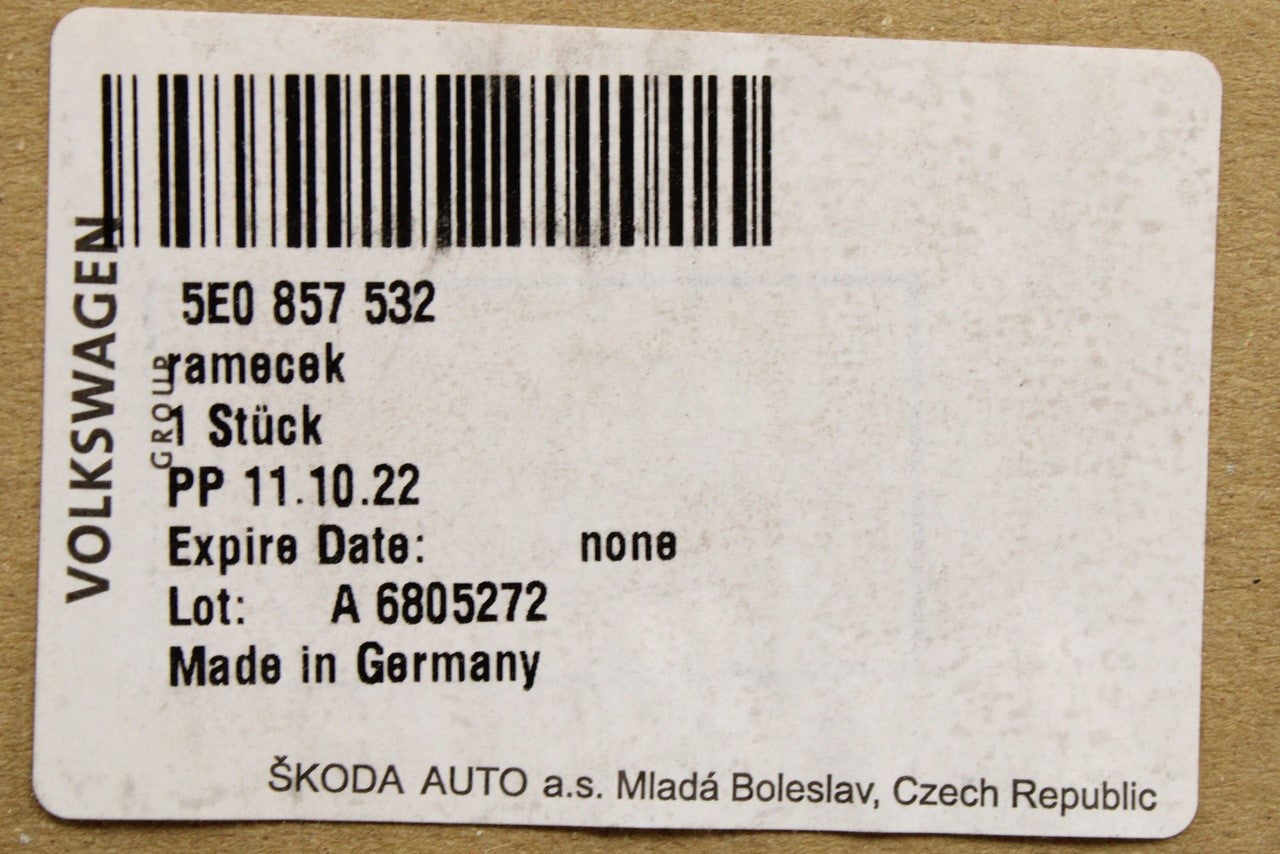 VOLKSWAGEN
GROUP
5E0 857 532
ramecek
1 Stück
PP 11.10.22
Expire Date: none
Lot: A 6805272
Made in Germany
ŠKODA AUTO a.s. Mladá Boleslav, Czech Republic